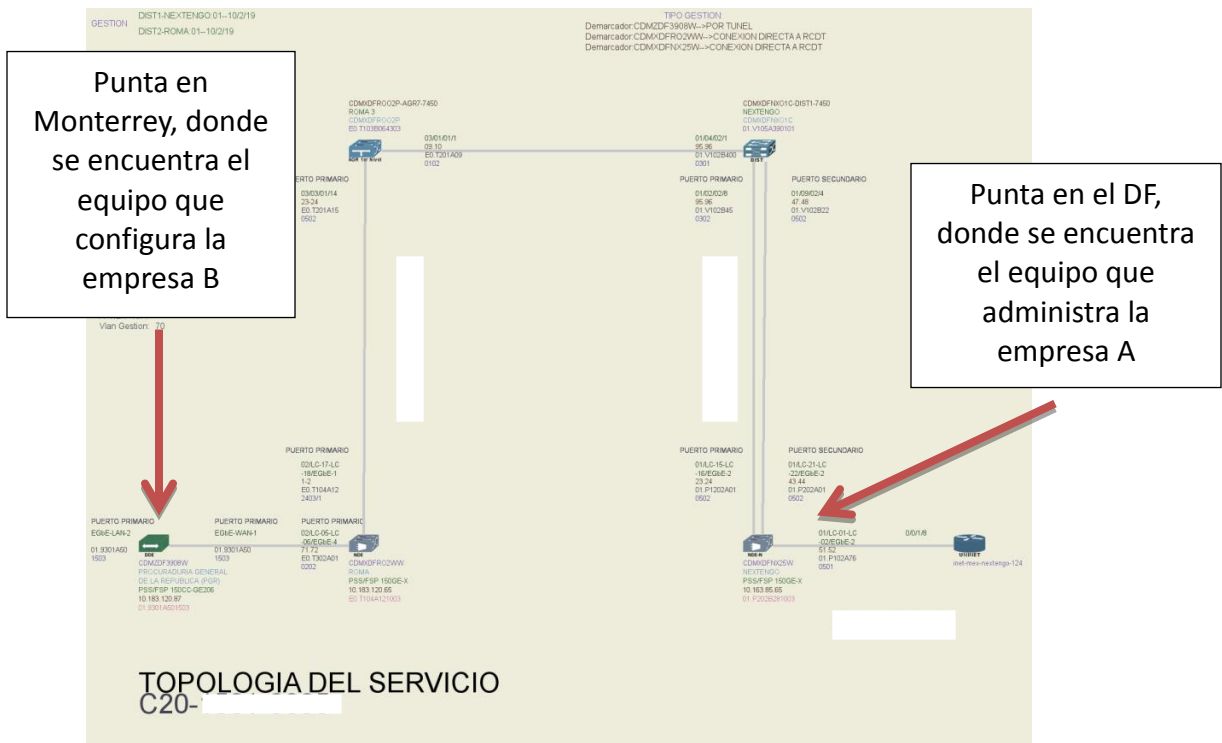 GESTION
DIST1-NEXTENGO:01--10/2/19
DIST2-ROMA:01--10/2/19
TIPO GESTION
Demarcador:CDMZDF3908W-->POR TUNEL
Demarcador:CDMXDFRO2WW-->CONEXION DIRECTA A RCDT
Demarcador:CDMXDFNX25W-->CONEXION DIRECTA A RCDT
Punta en
Monterrey, donde
se encuentra el
equipo que
configura la
empresa B
Vlan Gestion: 70
CDMXDFROO2P-AGR7-7450
ROMA 3
CDMXDFROO2P
E0.T103B064303
03/01/01/1
09.10
E0.T201A09
0102
CDMXDFNXO1C-DIST1-7450
NEXTENGO
CDMXDFNXO1C
01.V105A390101
01/04/02/1
95.96
01.V102B400
0301
DIST
ERTO PRIMARIO
03/03/01/14
23-24
E0.T201A15
0502
PUERTO PRIMARIO
01/02/02/8
95.96
01.V102B45
0302
PUERTO SECUNDARIO
01/09/02/4
47.48
01.V102B22
0502
Punta en el DF,
donde se encuentra
el equipo que
administra la
empresa A
PUERTO PRIMARIO
02/LC-17-LC
-18/EGbE-1
1-2
E0.T104A12
2403/1
PUERTO PRIMARIO
01/LC-15-LC
-16/EGbE-2
23.24
01.P1202A01
0502
PUERTO SECUNDARIO
01/LC-21-LC
-22/EGbE-2
43.44
01.P202A01
0502
PUERTO PRIMARIO
EGbE-LAN-2
01.9301A50
1503
PUERTO PRIMARIO
EGbE-WAN-1
01.9301A50
1503
PUERTO PRIMARIO
02/LC-05-LC
-06/EGbE-4
71.72
E0.T302A01
0202
DDE
CDMZDF3908W
PROCURADURIA GENERAL
DE LA REPUBLICA (PGR)
PSS/FSP 150CC-GE206
10.183.120.87
01.9301A501503
NDE
CDMXDFRO2WW
ROMA
PSS/FSP 150GE-X
10.183.120.65
E0.T104A121003
CDMXDFNX25W
NEXTENGO
PSS/FSP 150GE-X
10.163.85.65
01.P202B281003
01/LC-01-LC
-02/EGbE-2
51.52
01.P102A76
0501
0/0/1/8
UNINET
inet-mex-nextengo-124
TOPOLOGIA DEL SERVICIO
C20-